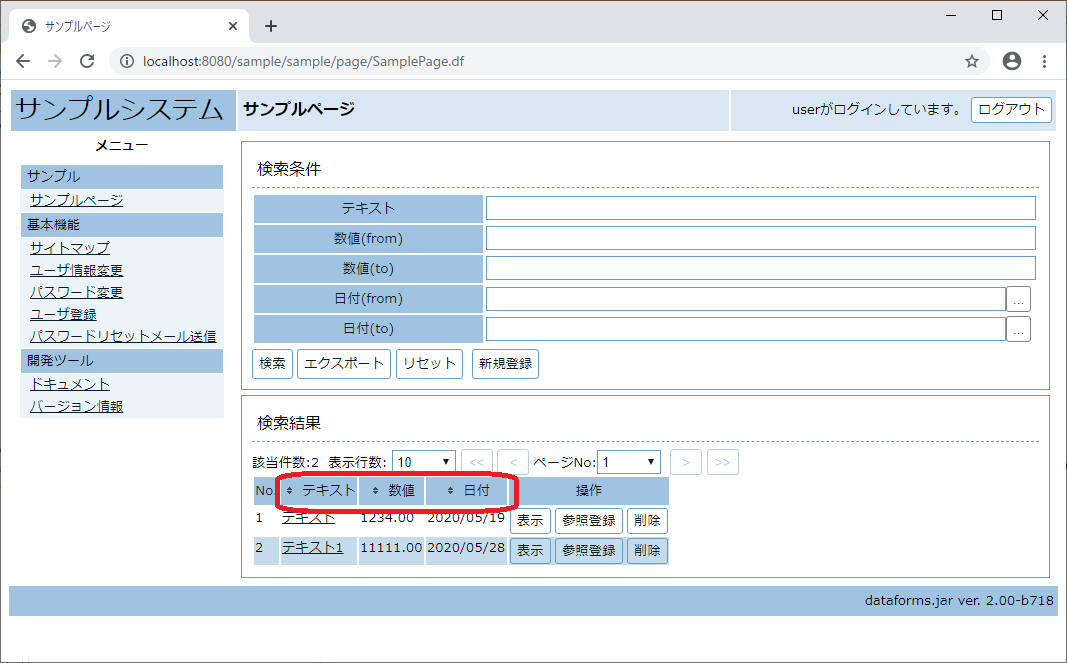 サンプルページ
localhost:8080/sample/sample/page/SamplePage.df
サンプルシステム サンプルページ userがログインしています。 ログアウト
メニュー
サンプル
サンプルページ
基本機能
サイトマップ
ユーザ情報変更
パスワード変更
ユーザ登録
パスワードリセットメール送信
開発ツール
ドキュメント
バージョン情報
検索条件
テキスト
数値(from)
数値(to)
日付(from) ...
日付(to) ...
検索 エクスポート リセット 新規登録
検索結果
該当件数:2 表示行数: 10 << < ページNo: 1 > >>
No. テキスト 数値 日付 操作
1 テキスト 1234.00 2020/05/19 表示 参照登録 削除
2 テキスト1 11111.00 2020/05/28 表示 参照登録 削除
dataforms.jar ver. 2.00-b718